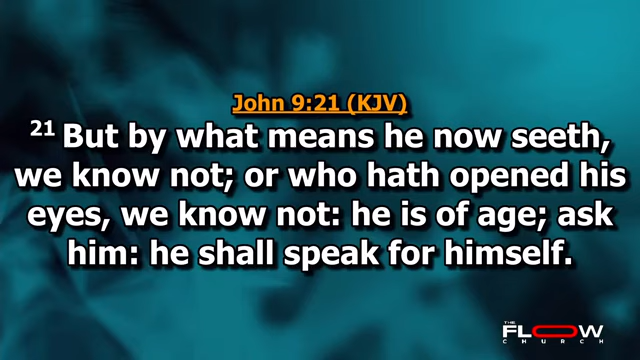 John 9:21 (KJV)
21 But by what means he now seeth,
we know not; or who hath opened his
eyes, we know not: he is of age; ask
him: he shall speak for himself.
THE
FLOW
CHURCH